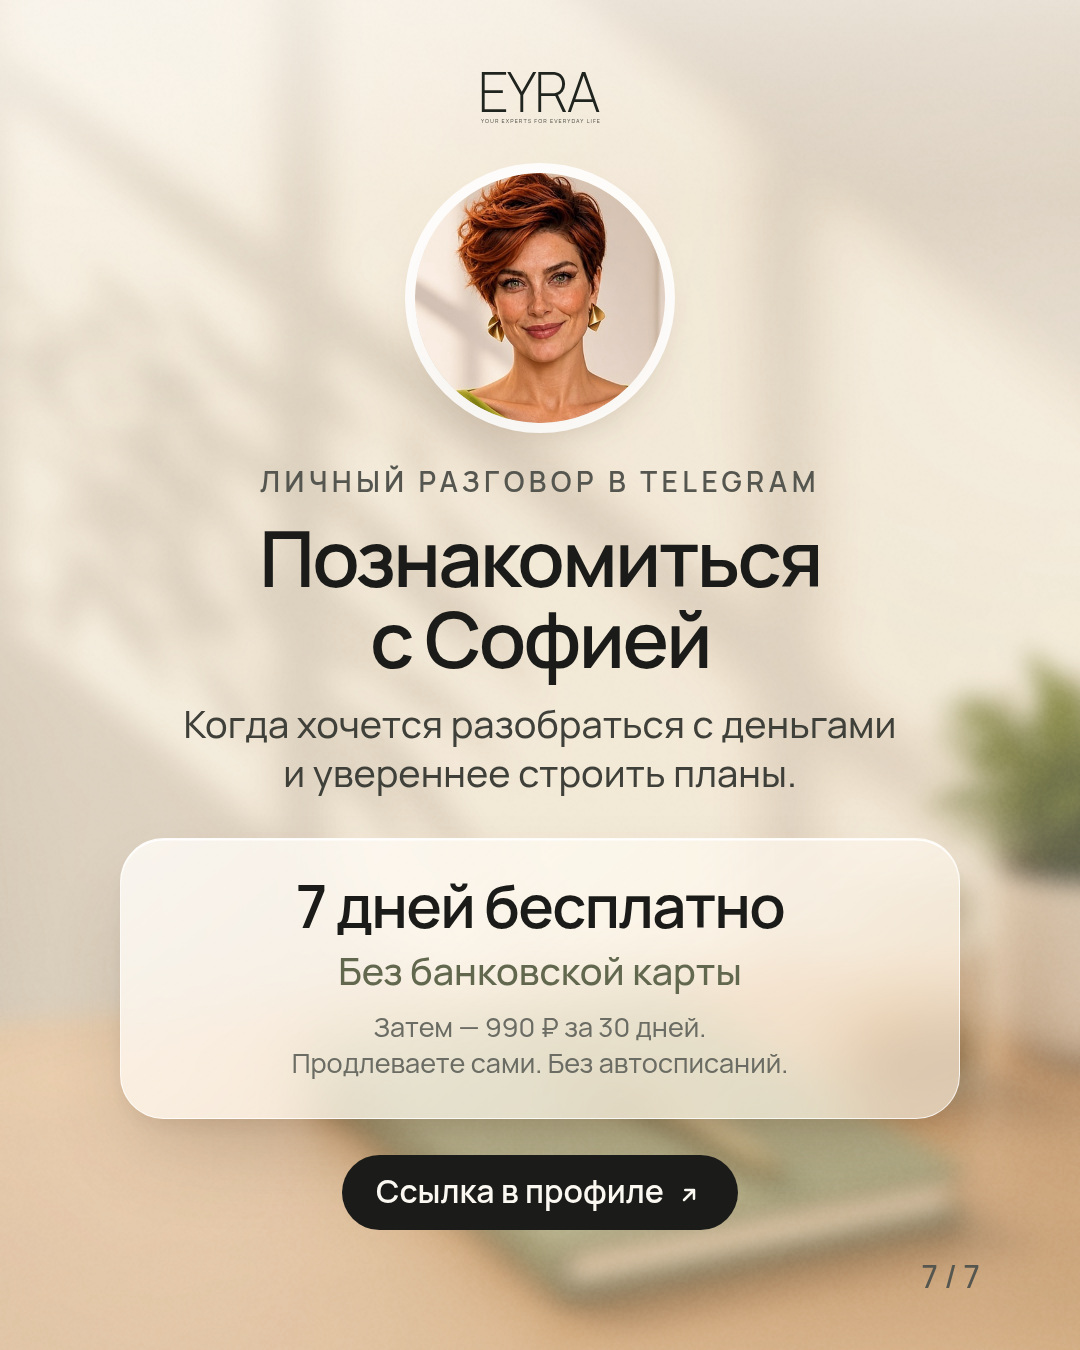 EYRA
YOUR EXPERTS FOR EVERYDAY LIFE
ЛИЧНЫЙ РАЗГОВОР В TELEGRAM
Познакомиться
с Софией
Когда хочется разобраться с деньгами
и увереннее строить планы.
7 дней бесплатно
Без банковской карты
Затем — 990 ₽ за 30 дней.
Продлеваете сами. Без автосписаний.
Ссылка в профиле ↗
7 / 7